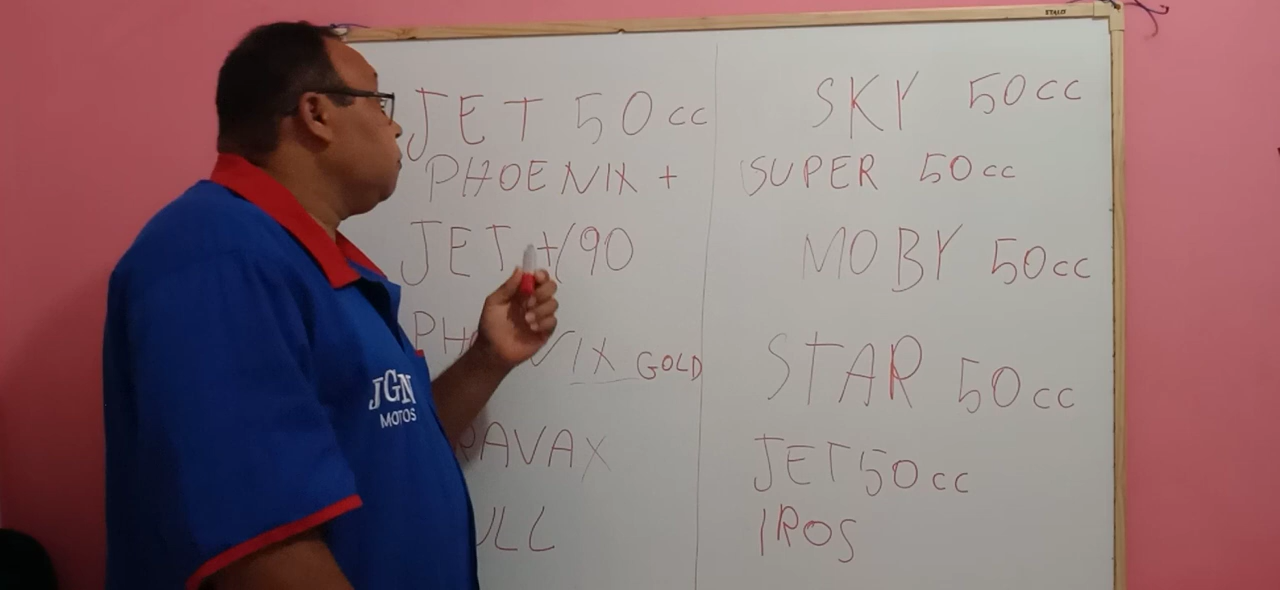 JET 50cc
PHOENIX +
JET +/90
IX GOLD
AVAX
SKY 50cc
SUPER 50cc
MOBY 50cc
STAR 50cc
JET 50cc
IROS
JGN
MOTOS